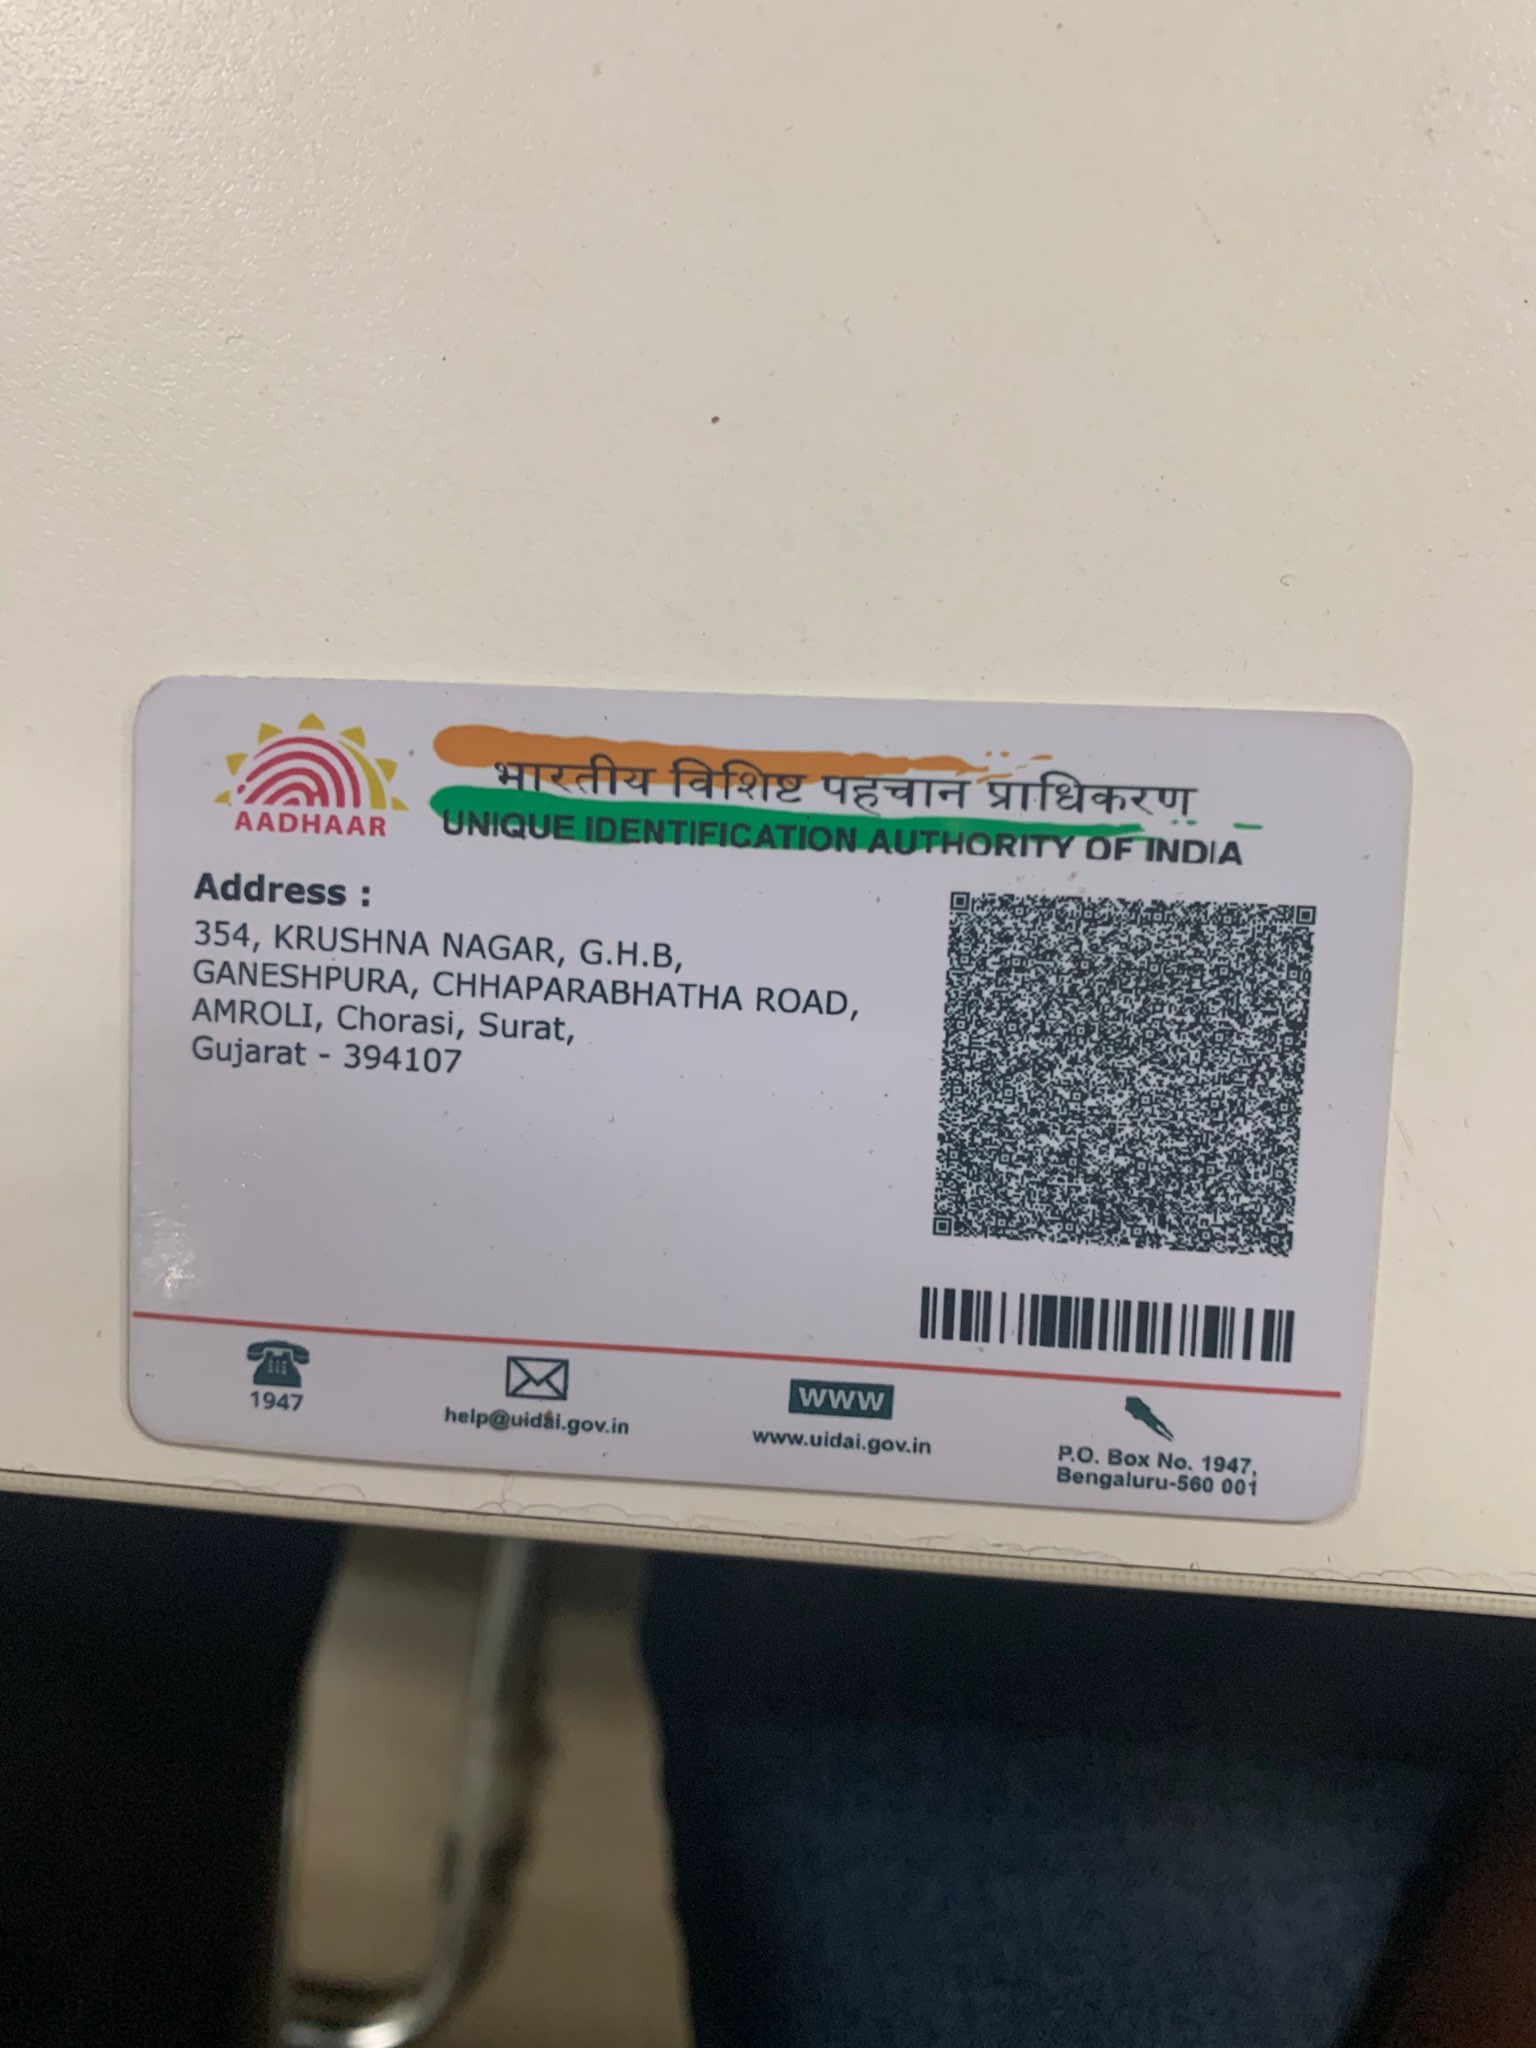 भारतीय विशिष्ट पहचान प्राधिकरण
AADHAAR
UNIQUE IDENTIFICATION AUTHORITY OF INDIA
Address :
354, KRUSHNA NAGAR, G.H.B,
GANESHPURA, CHHAPARABHATHA ROAD,
AMROLI, Chorasi, Surat,
Gujarat - 394107
1947
help@uidai.gov.in
WWW
www.uidai.gov.in
P.O. Box No. 1947,
Bengaluru-560 001